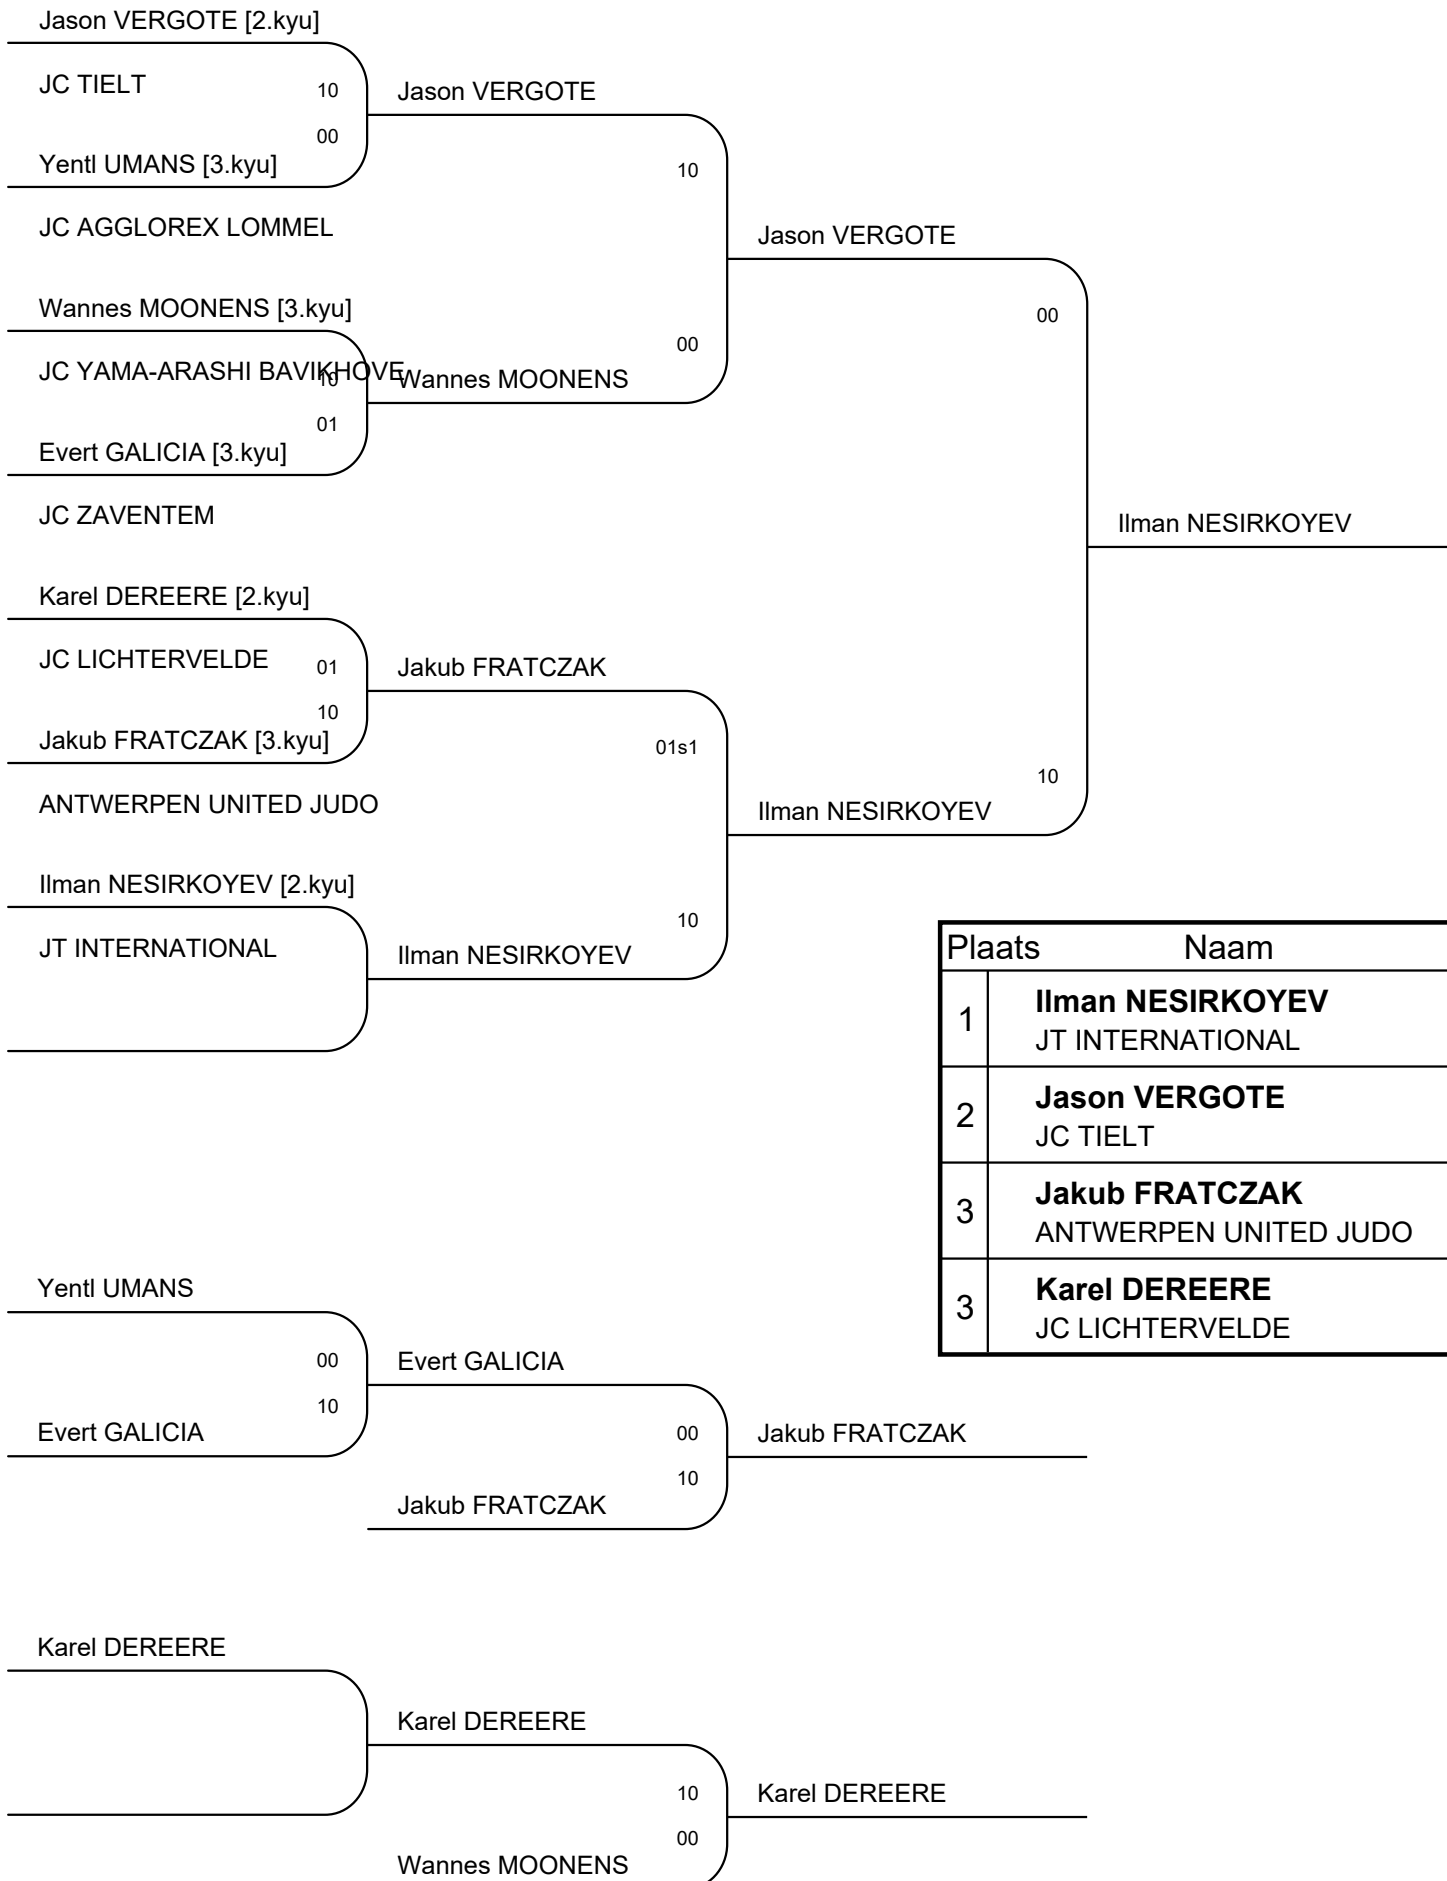 Jason VERGOTE [2.kyu]
JC TIELT
10
Jason VERGOTE
00
Yentl UMANS [3.kyu]
10
JC AGGLOREX LOMMEL
Jason VERGOTE
Wannes MOONENS [3.kyu]
00
00
JC YAMA-ARASHI BAVIKHOVE
10
Wannes MOONENS
01
Evert GALICIA [3.kyu]
JC ZAVENTEM
Ilman NESIRKOYEV
Karel DEREERE [2.kyu]
JC LICHTERVELDE
01
Jakub FRATCZAK
10
Jakub FRATCZAK [3.kyu]
01s1
10
ANTWERPEN UNITED JUDO
Ilman NESIRKOYEV
Ilman NESIRKOYEV [2.kyu]
10
JT INTERNATIONAL
Ilman NESIRKOYEV
Plaats Naam
1 Ilman NESIRKOYEV
JT INTERNATIONAL
2 Jason VERGOTE
JC TIELT
3 Jakub FRATCZAK
ANTWERPEN UNITED JUDO
3 Karel DEREERE
JC LICHTERVELDE
Yentl UMANS
00
Evert GALICIA
10
Evert GALICIA
00
Jakub FRATCZAK
10
Jakub FRATCZAK
Karel DEREERE
Karel DEREERE
10
Karel DEREERE
00
Wannes MOONENS